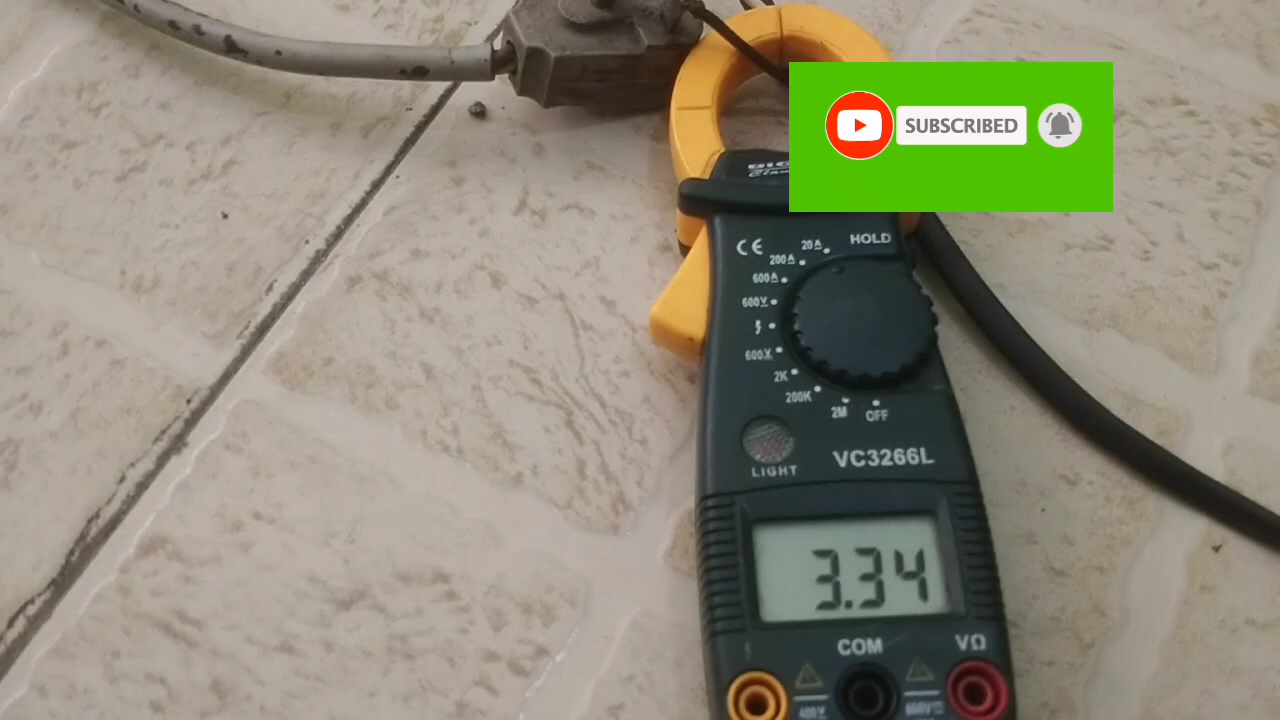 SUBSCRIBED
CE
20A
HOLD
200A
600A
600V
600V
2K
200K
2M
OFF
LIGHT
VC3266L
3.34
COM
VΩ